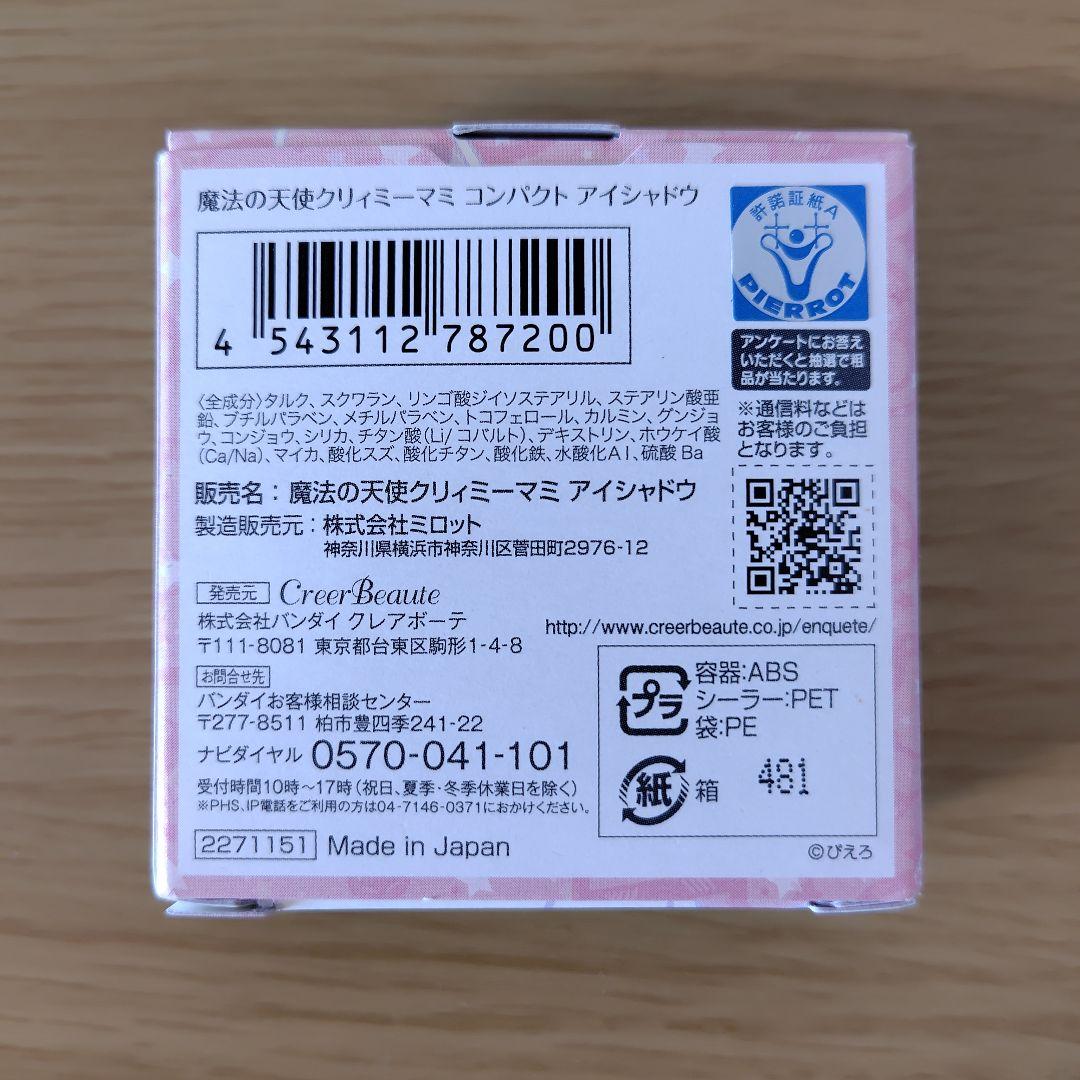 魔法の天使クリィミーマミ コンパクト アイシャドウ
4 543112 787200
許諾証紙A
PIERROT
アンケートにお答え
いただくと抽選で粗
品が当たります。
※通信料などは
お客様のご負担
となります。
〈全成分〉タルク、スクワラン、リンゴ酸ジイソステアリル、ステアリン酸亜
鉛、ブチルパラベン、メチルパラベン、トコフェロール、カルミン、グンジョ
ウ、コンジョウ、シリカ、チタン酸(Li/ コバルト)、デキストリン、ホウケイ酸
(Ca/Na)、マイカ、酸化スズ、酸化チタン、酸化鉄、水酸化Al、硫酸 Ba
販売名：魔法の天使クリィミーマミ アイシャドウ
製造販売元：株式会社ミロット
神奈川県横浜市神奈川区菅田町2976-12
発売元 CreerBeaute
株式会社バンダイ クレアボーテ
〒111-8081 東京都台東区駒形1-4-8
http://www.creerbeaute.co.jp/enquete/
お問合せ先
バンダイお客様相談センター
〒277-8511 柏市豊四季241-22
ナビダイヤル 0570-041-101
受付時間10時〜17時（祝日、夏季・冬季休業日を除く）
※PHS、IP電話をご利用の方は04-7146-0371におかけください。
2271151 Made in Japan
プラ
容器:ABS
シーラー:PET
袋:PE
紙 箱
481
©ぴえろ